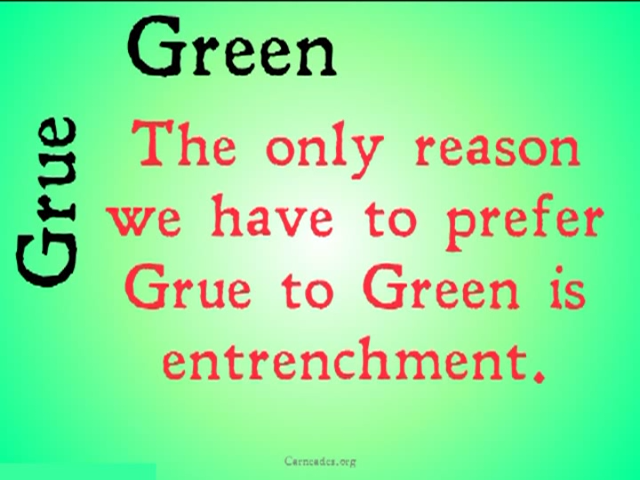 Green
Grue
The only reason
we have to prefer
Grue to Green is
entrenchment.
Carneades.org